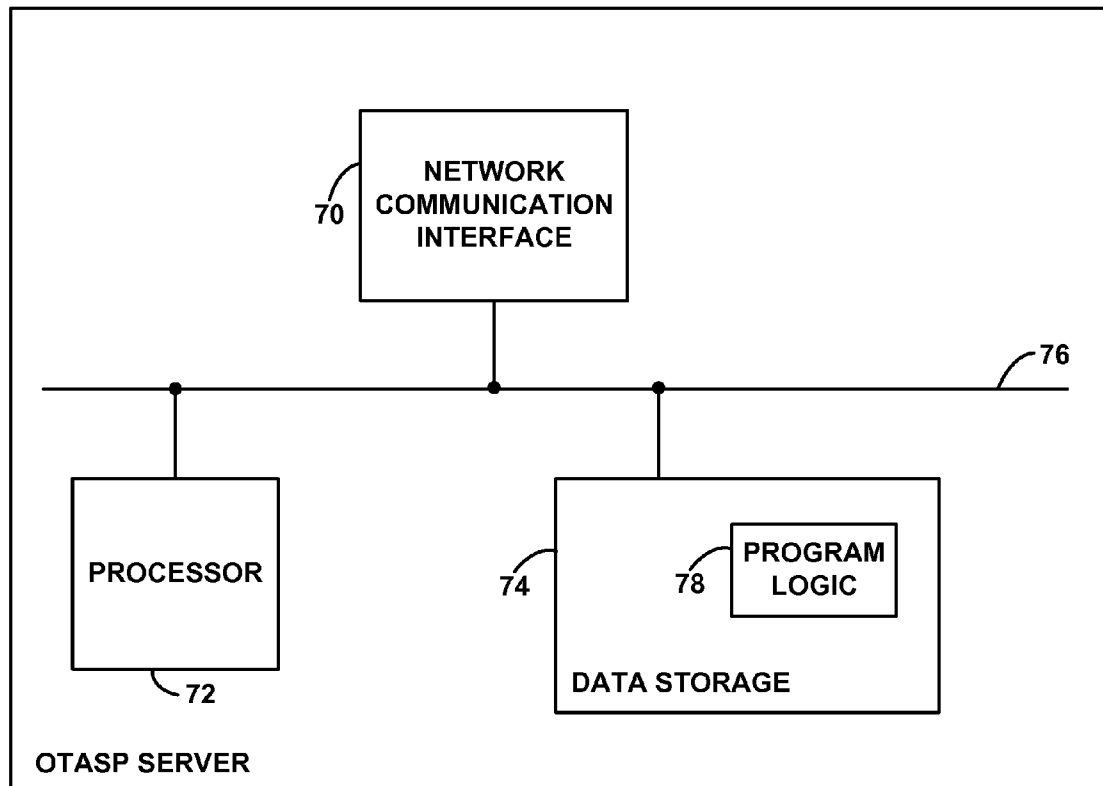 NETWORK
COMMUNICATION
INTERFACE
70
76
PROCESSOR
72
74
78
PROGRAM
LOGIC
DATA STORAGE
OTASP SERVER